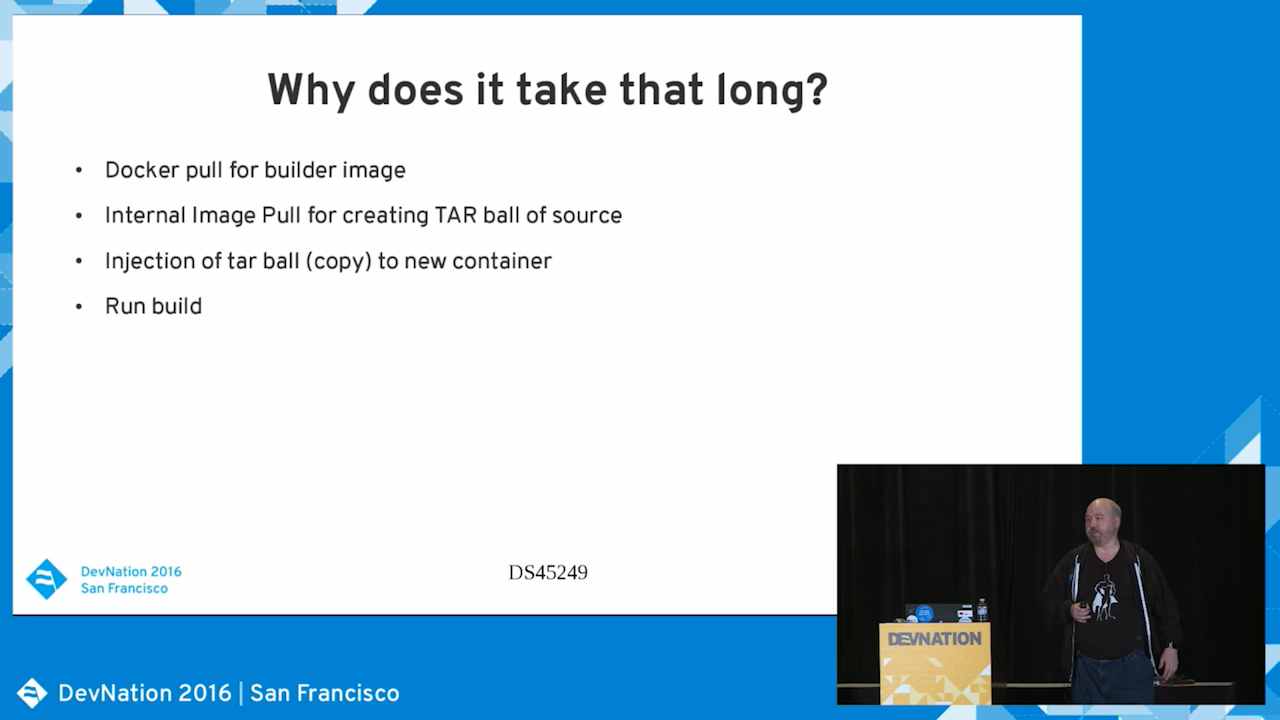 Why does it take that long?
• Docker pull for builder image
• Internal Image Pull for creating TAR ball of source
• Injection of tar ball (copy) to new container
• Run build
DevNation 2016
San Francisco
DS45249
DEVNATION
DevNation 2016 | San Francisco